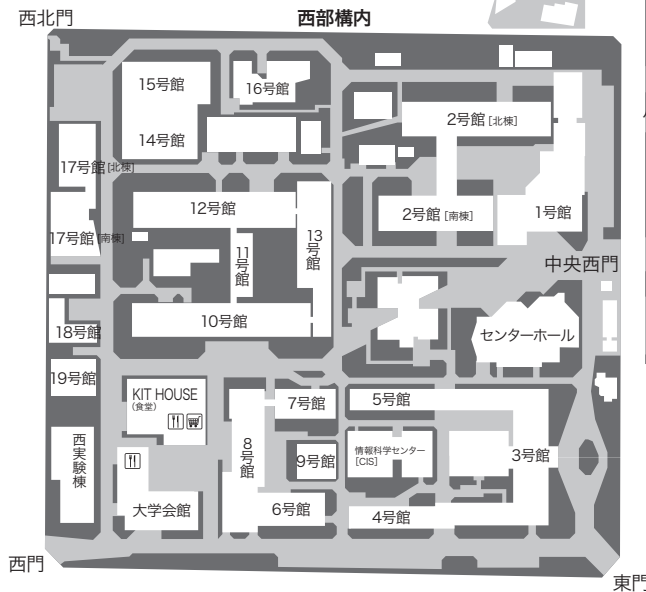 西北門
西部構内
15号館
16号館
14号館
2号館 [北棟]
17号館[北棟]
12号館
2号館 [南棟]
1号館
17号館[南棟]
11号館
13号館
中央西門
10号館
センターホール
18号館
19号館
KIT HOUSE
(食堂)
7号館
5号館
8号館
9号館
情報科学センター
[CIS]
3号館
西実験棟
大学会館
6号館
4号館
西門
東門